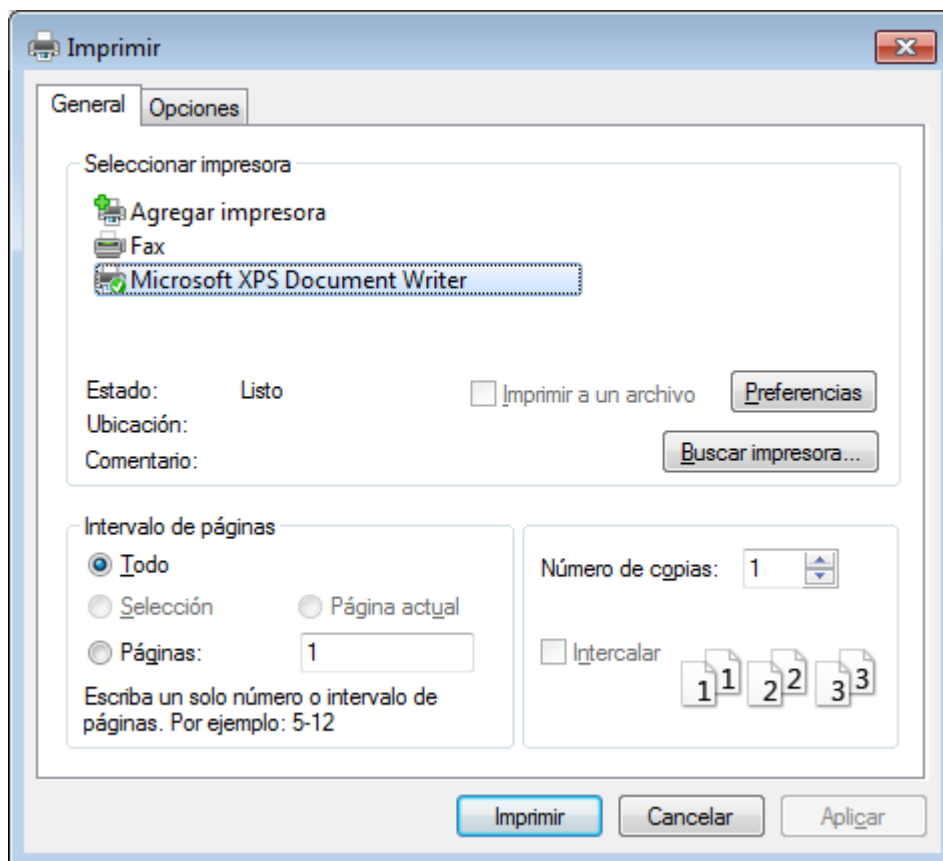 Imprimir
General Opciones
Seleccionar impresora
Agregar impresora
Fax
Microsoft XPS Document Writer
Estado: Listo Imprimir a un archivo Preferencias
Ubicación:
Comentario: Buscar impresora...
Intervalo de páginas
Todo Número de copias: 1
Selección Página actual
Páginas: 1 Intercalar 1 1 2 2 3 3
Escriba un solo número o intervalo de
páginas. Por ejemplo: 5-12
Imprimir Cancelar Aplicar